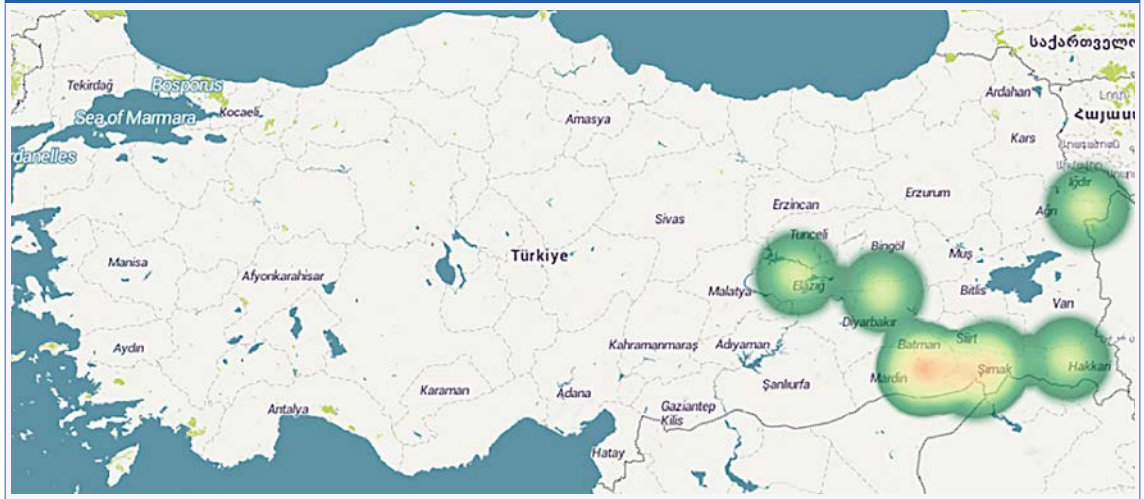 საქართველო
Tekirdağ
Bosporus
Kocaeli
Sea of Marmara
Amasya
Ardahan
Kars
Erzurum
Iğdır
Ağrı
Erzincan
Sivas
Tunceli
Bingöl
Muş
Türkiye
Manisa
Afyonkarahisar
Malatya
Elazığ
Bitlis
Van
Diyarbakır
Aydın
Kahramanmaraş
Adıyaman
Batman
Siirt
Mardin
Şırnak
Hakkari
Karaman
Adana
Şanlıurfa
Antalya
Gaziantep
Kilis
Hatay